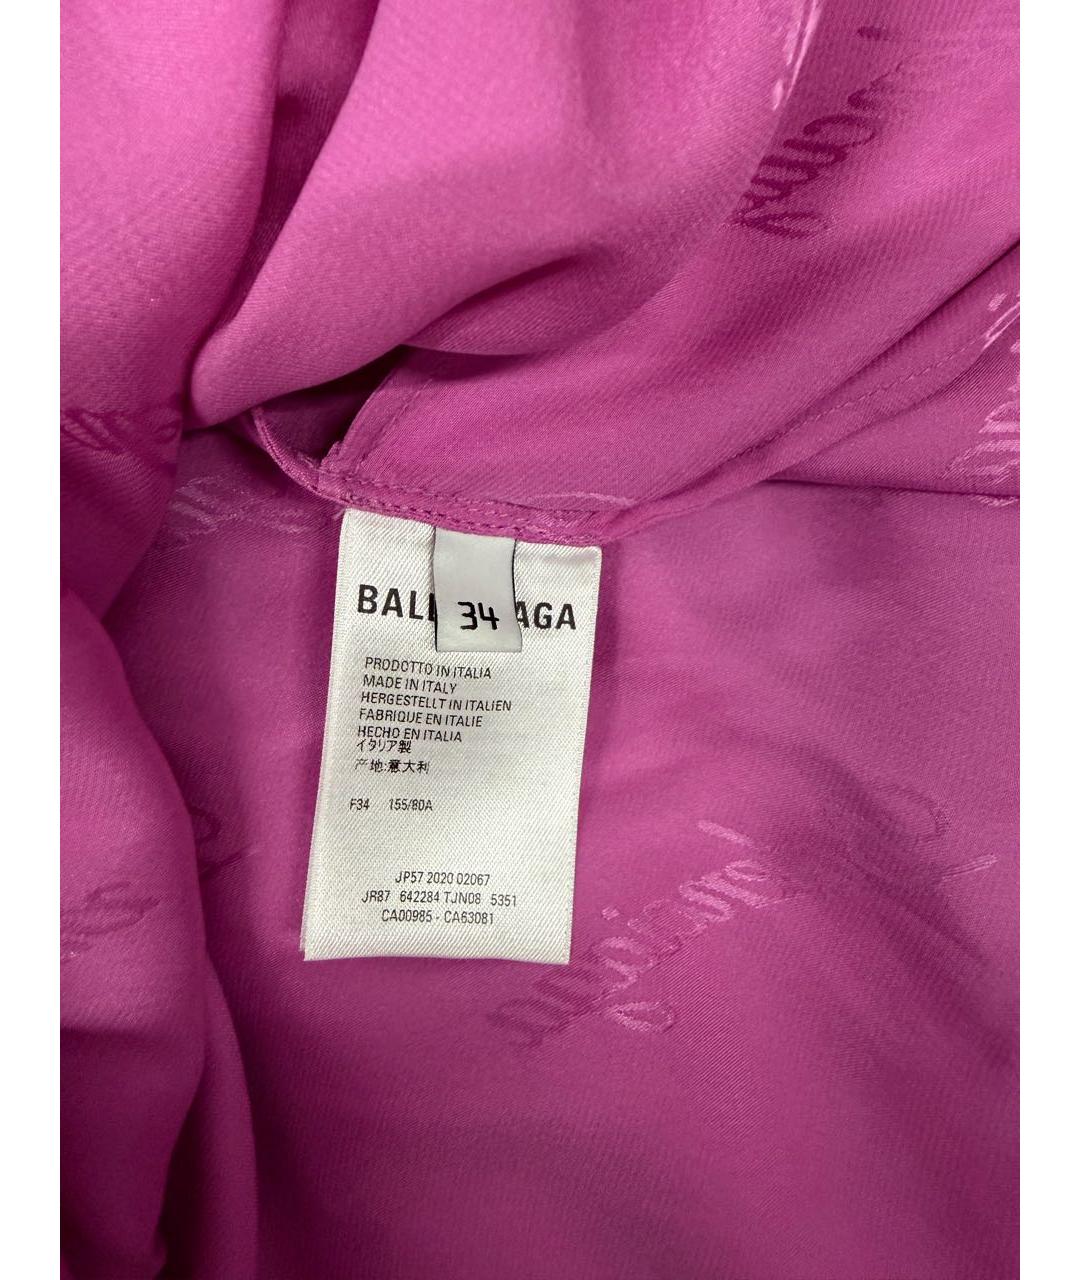 BAL AGA
34
PRODOTTO IN ITALIA
MADE IN ITALY
HERGESTELLT IN ITALIEN
FABRIQUE EN ITALIE
HECHO EN ITALIA
イタリア製
产地:意大利
F34 155/80A
JP57 2020 02067
JR87 642284 TJN08 5351
CA00985 - CA63081